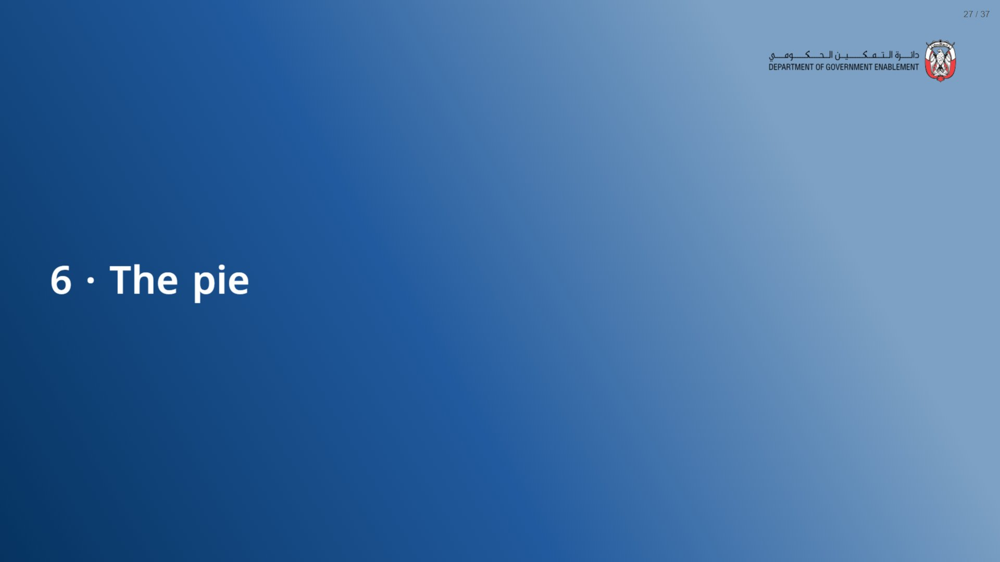 27 / 37
دائرة التمكين الحكومي
DEPARTMENT OF GOVERNMENT ENABLEMENT
6 · The pie